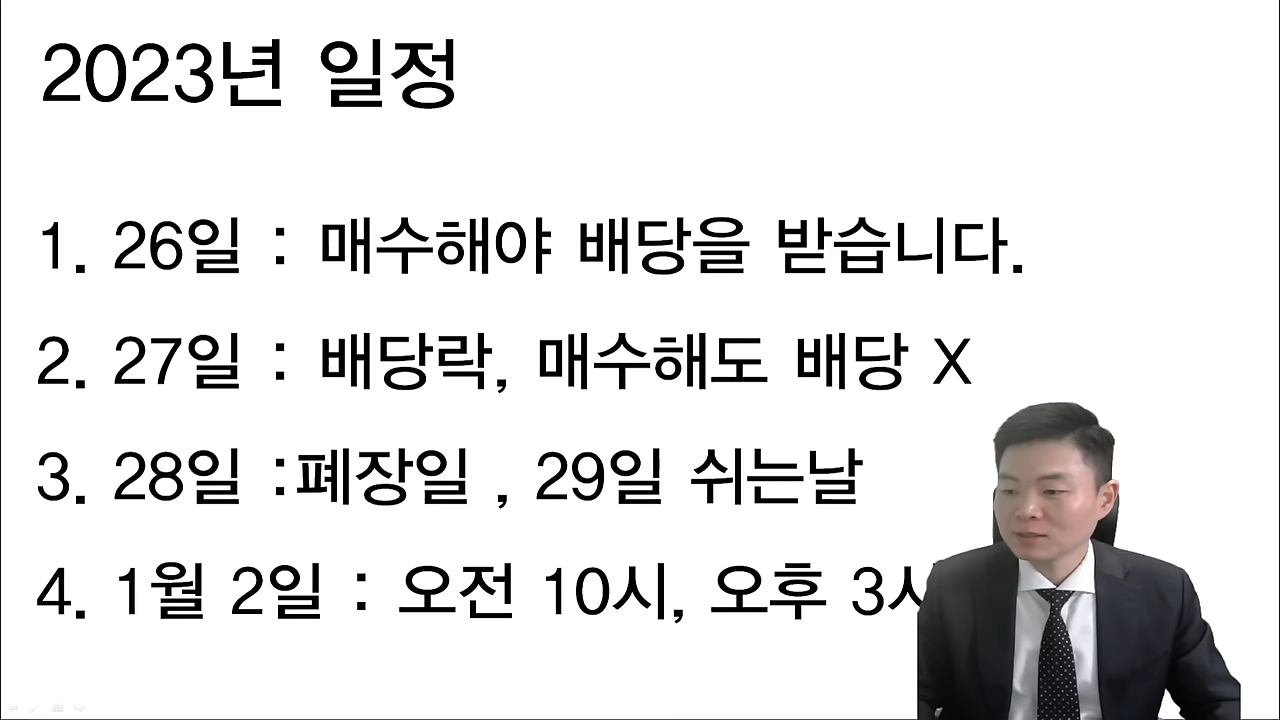 2023년 일정
1. 26일 : 매수해야 배당을 받습니다.
2. 27일 : 배당락, 매수해도 배당 X
3. 28일 :폐장일 , 29일 쉬는날
4. 1월 2일 : 오전 10시, 오후